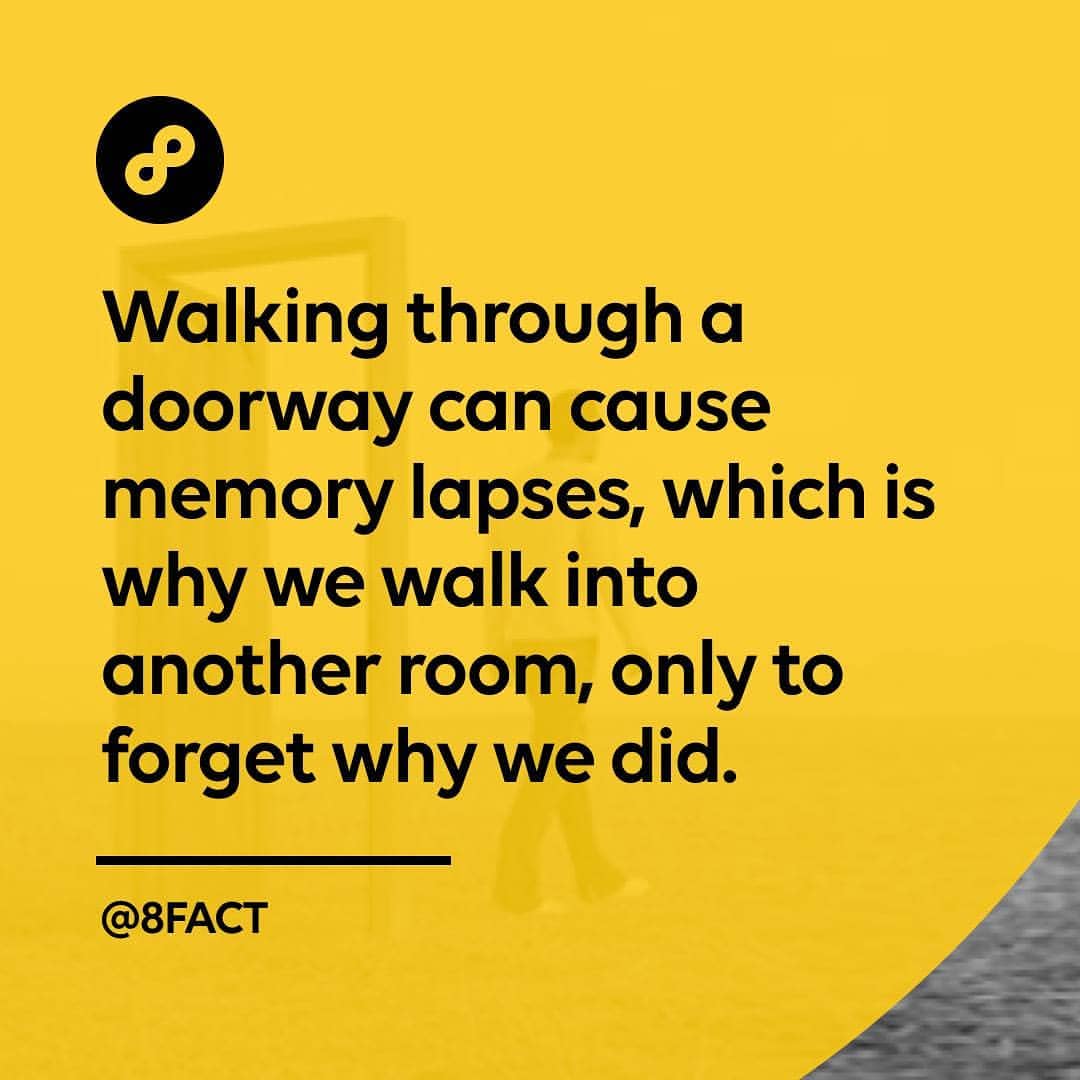 Walking through a
doorway can cause
memory lapses, which is
why we walk into
another room, only to
forget why we did.
@8FACT